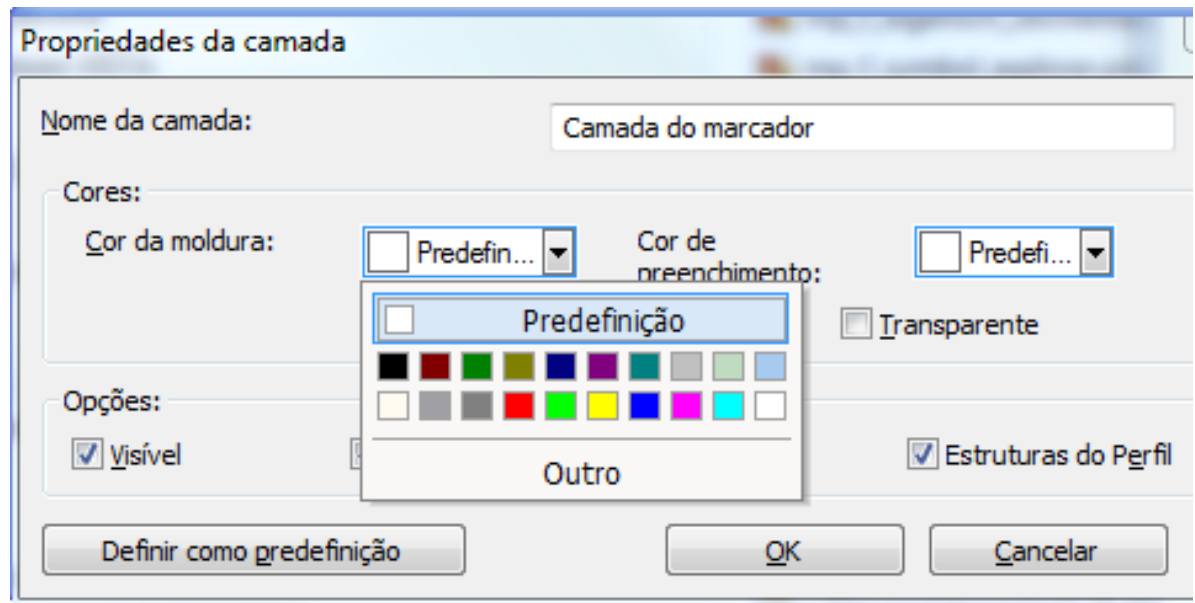 Propriedades da camada
Nome da camada:
Camada do marcador
Cores:
Cor da moldura:
Predefin...
Cor de
preenchimento:
Predefi...
Predefinição
Transparente
Opções:
Visível
Estruturas do Perfil
Outro
Definir como predefinição
OK
Cancelar